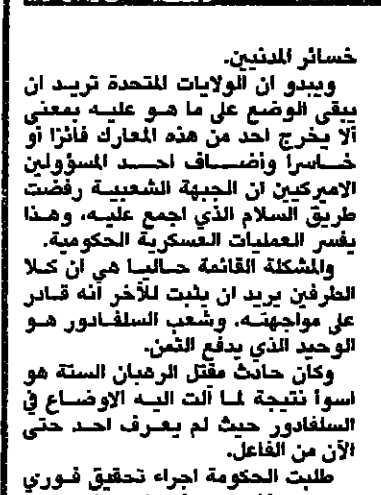 خسائر المدنيين.
ويبدو ان الولايات المتحدة تريد ان
يبقى الوضع على ما هو عليه بمعنى
ألا يخرج احد من هذه المعارك فائزا أو
خاسرا وأضاف احد المسؤولين
الاميركيين ان الجبهة الشعبية رفضت
طريق السلام الذي اجمع عليه، وهذا
يفسر العمليات العسكرية الحكومية.
والمشكلة القائمة حاليا هي ان كلا
الطرفين يريد ان يثبت للآخر أنه قادر
على مواجهته، وشعب السلفادور هو
الوحيد الذي يدفع الثمن.
وكان حادث مقتل الرهبان الستة هو
اسوأ نتيجة لما آلت اليه الاوضاع في
السلفادور حيث لم يعرف احد حتى
الآن من الفاعل.
طلبت الحكومة اجراء تحقيق فوري